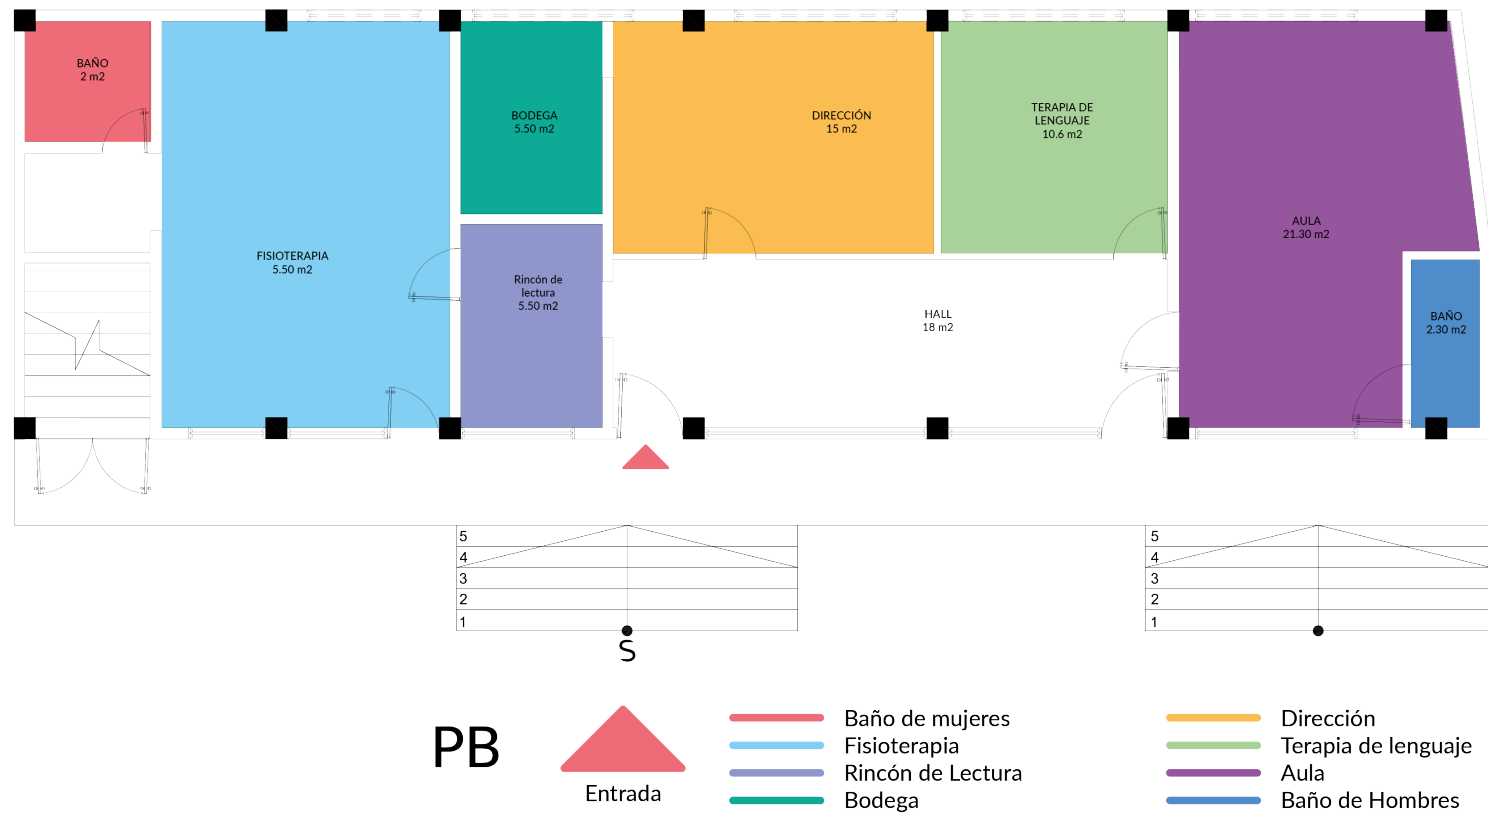 BAÑO
2 m2
FISIOTERAPIA
5.50 m2
BODEGA
5.50 m2
Rincón de
lectura
5.50 m2
DIRECCIÓN
15 m2
TERAPIA DE
LENGUAJE
10.6 m2
HALL
18 m2
AULA
21.30 m2
BAÑO
2.30 m2
5
4
3
2
1
S
5
4
3
2
1
PB
Entrada
Baño de mujeres
Fisioterapia
Rincón de Lectura
Bodega
Dirección
Terapia de lenguaje
Aula
Baño de Hombres